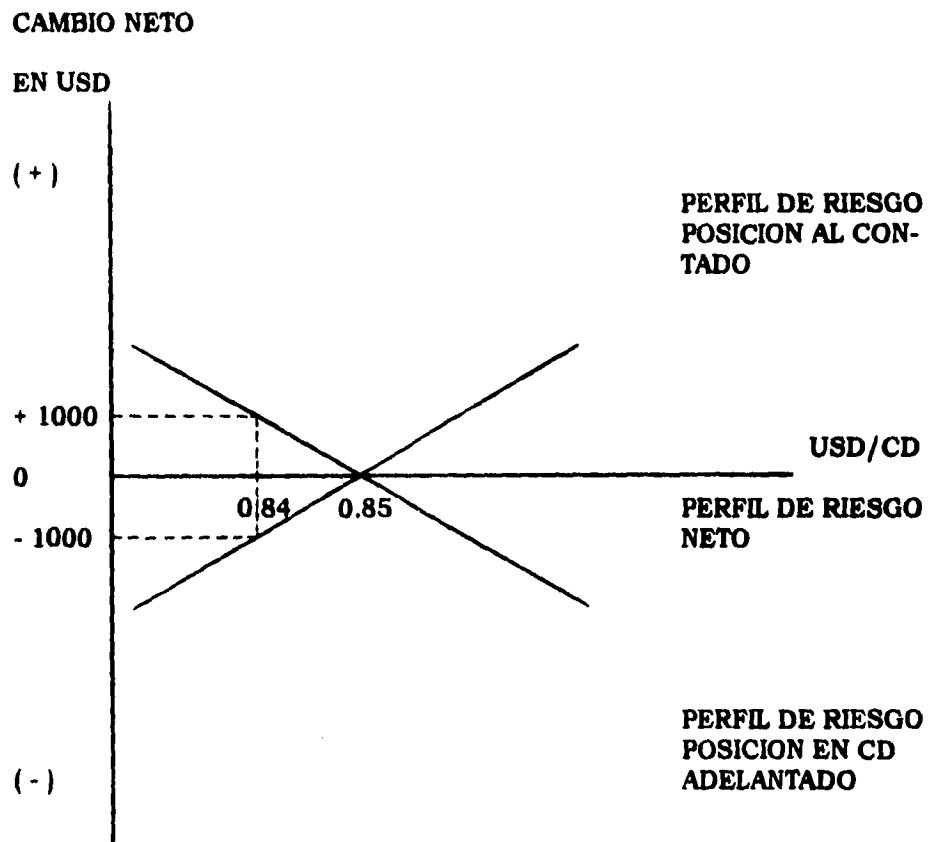 CAMBIO NETO
EN USD
( + )
PERFIL DE RIESGO
POSICION AL CON-
TADO
+ 1000
USD/CD
0
0.84
0.85
PERFIL DE RIESGO
NETO
- 1000
PERFIL DE RIESGO
POSICION EN CD
ADELANTADO
( - )